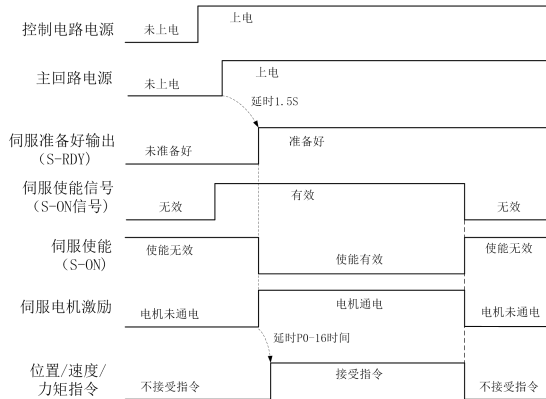 控制电路电源
未上电
上电
主回路电源
未上电
上电
延时1.5S
伺服准备好输出
(S-RDY)
未准备好
准备好
伺服使能信号
(S-ON信号)
无效
有效
无效
伺服使能
(S-ON)
使能无效
使能有效
使能无效
伺服电机激励
电机未通电
电机通电
电机未通电
延时P0-16时间
位置/速度/
力矩指令
不接受指令
接受指令
不接受指令